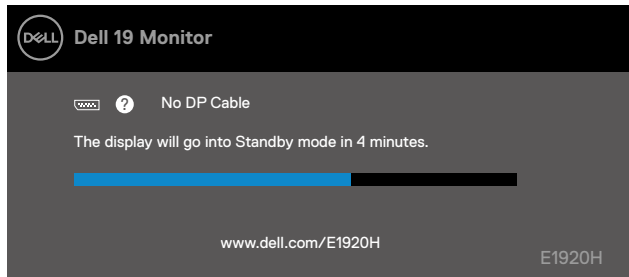 DELL Dell 19 Monitor
? No DP Cable
The display will go into Standby mode in 4 minutes.
www.dell.com/E1920H
E1920H